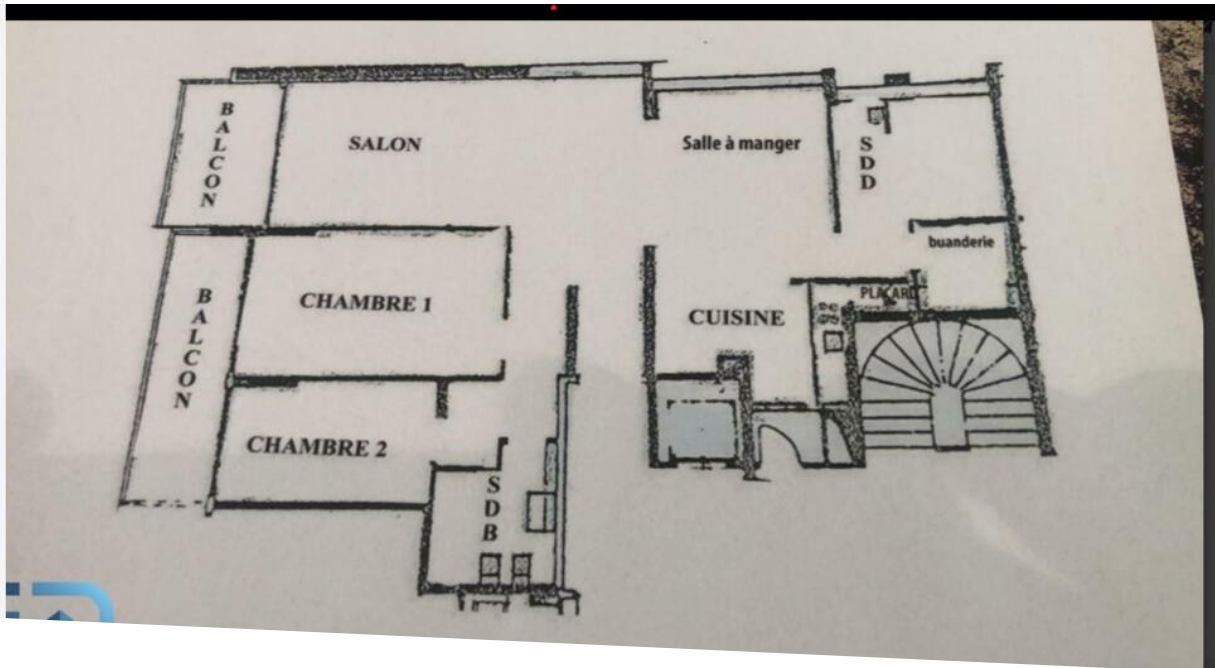 BALCON
SALON
Salle à manger
SDD
buanderie
BALCON
CHAMBRE 1
CUISINE
PLACARD
CHAMBRE 2
SDB